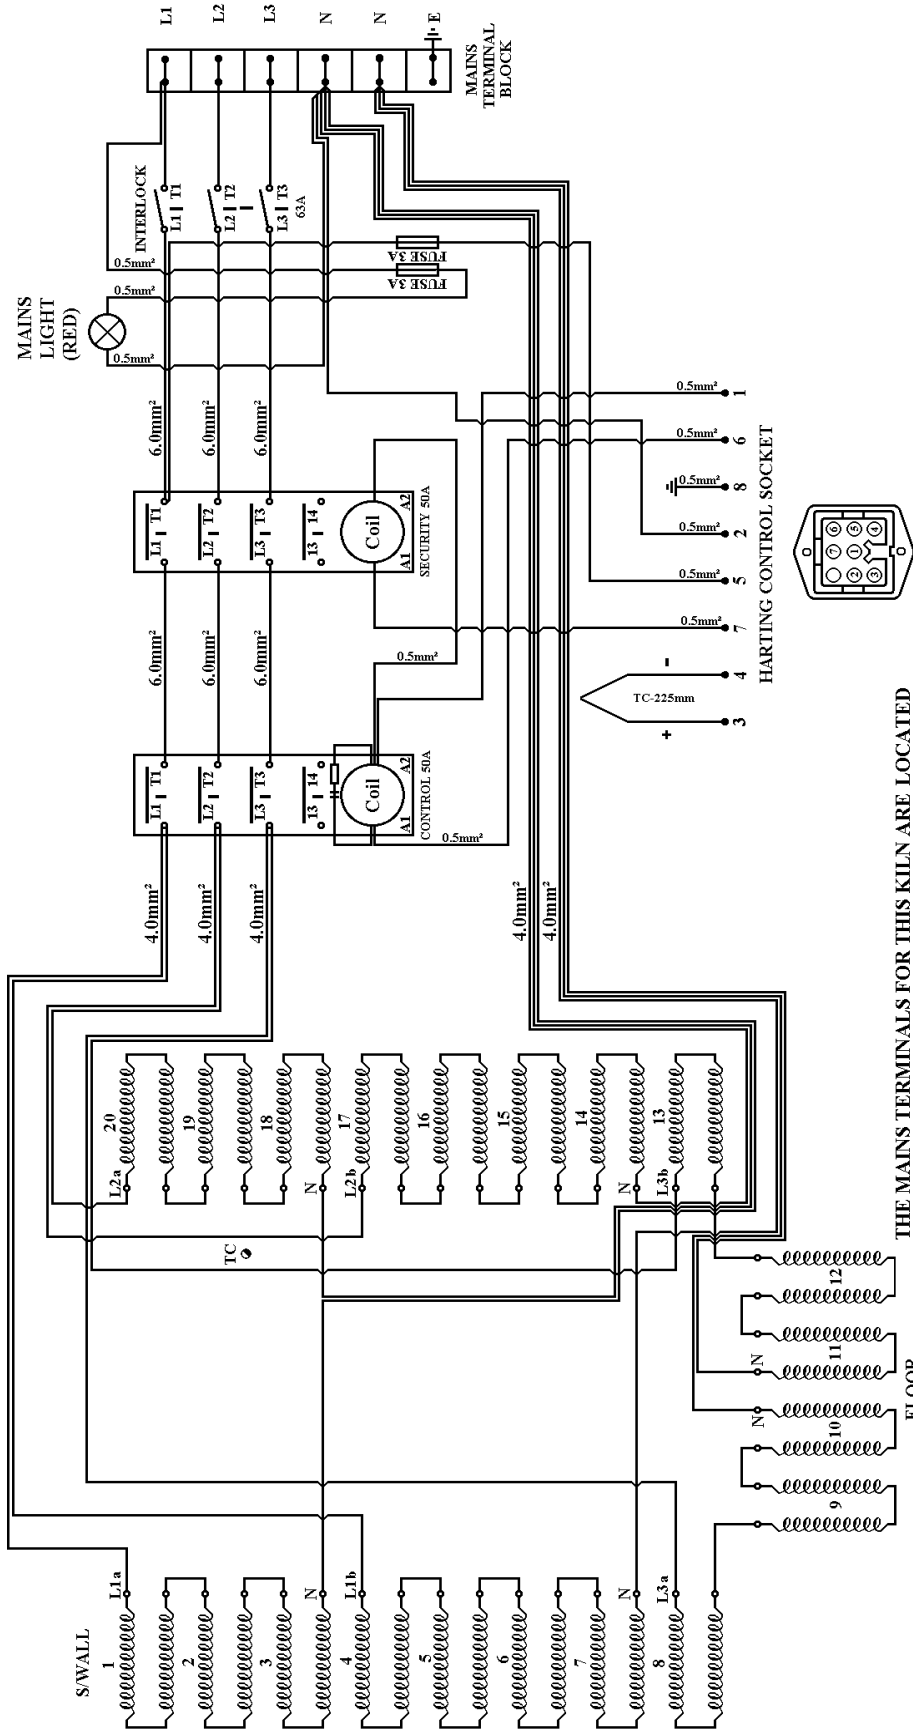 L1
L2
L3
N
N
E
MAINS
TERMINAL
BLOCK
INTERLOCK
L1 T1
L2 T2
L3 T3
63A
FUSE 3A
FUSE 3A
0.5mm²
0.5mm²
0.5mm²
MAINS
LIGHT
(RED)
6.0mm²
6.0mm²
6.0mm²
L1 T1
L2 T2
L3 T3
13 14
Coil
A1 A2
SECURITY 50A
6.0mm²
6.0mm²
6.0mm²
0.5mm²
L1 T1
L2 T2
L3 T3
13 14
Coil
A1 A2
CONTROL 50A
0.5mm²
4.0mm²
4.0mm²
4.0mm²
4.0mm²
4.0mm²
0.5mm² 1
0.5mm² 6
0.5mm² 8
0.5mm² 2
0.5mm² 5
0.5mm² 7
- 4
TC-225mm
+ 3
HARTING CONTROL SOCKET
6 5 4
7 1
2 3
20
L2a
19
18
N
17
L2b
16
15
14
N
13
L3b
TC
12
11
N
N
10
9
FLOOR
S/WALL
1
L1a
2
3
N
4
L1b
5
6
7
N
8
L3a
THE MAINS TERMINALS FOR THIS KILN ARE LOCATED